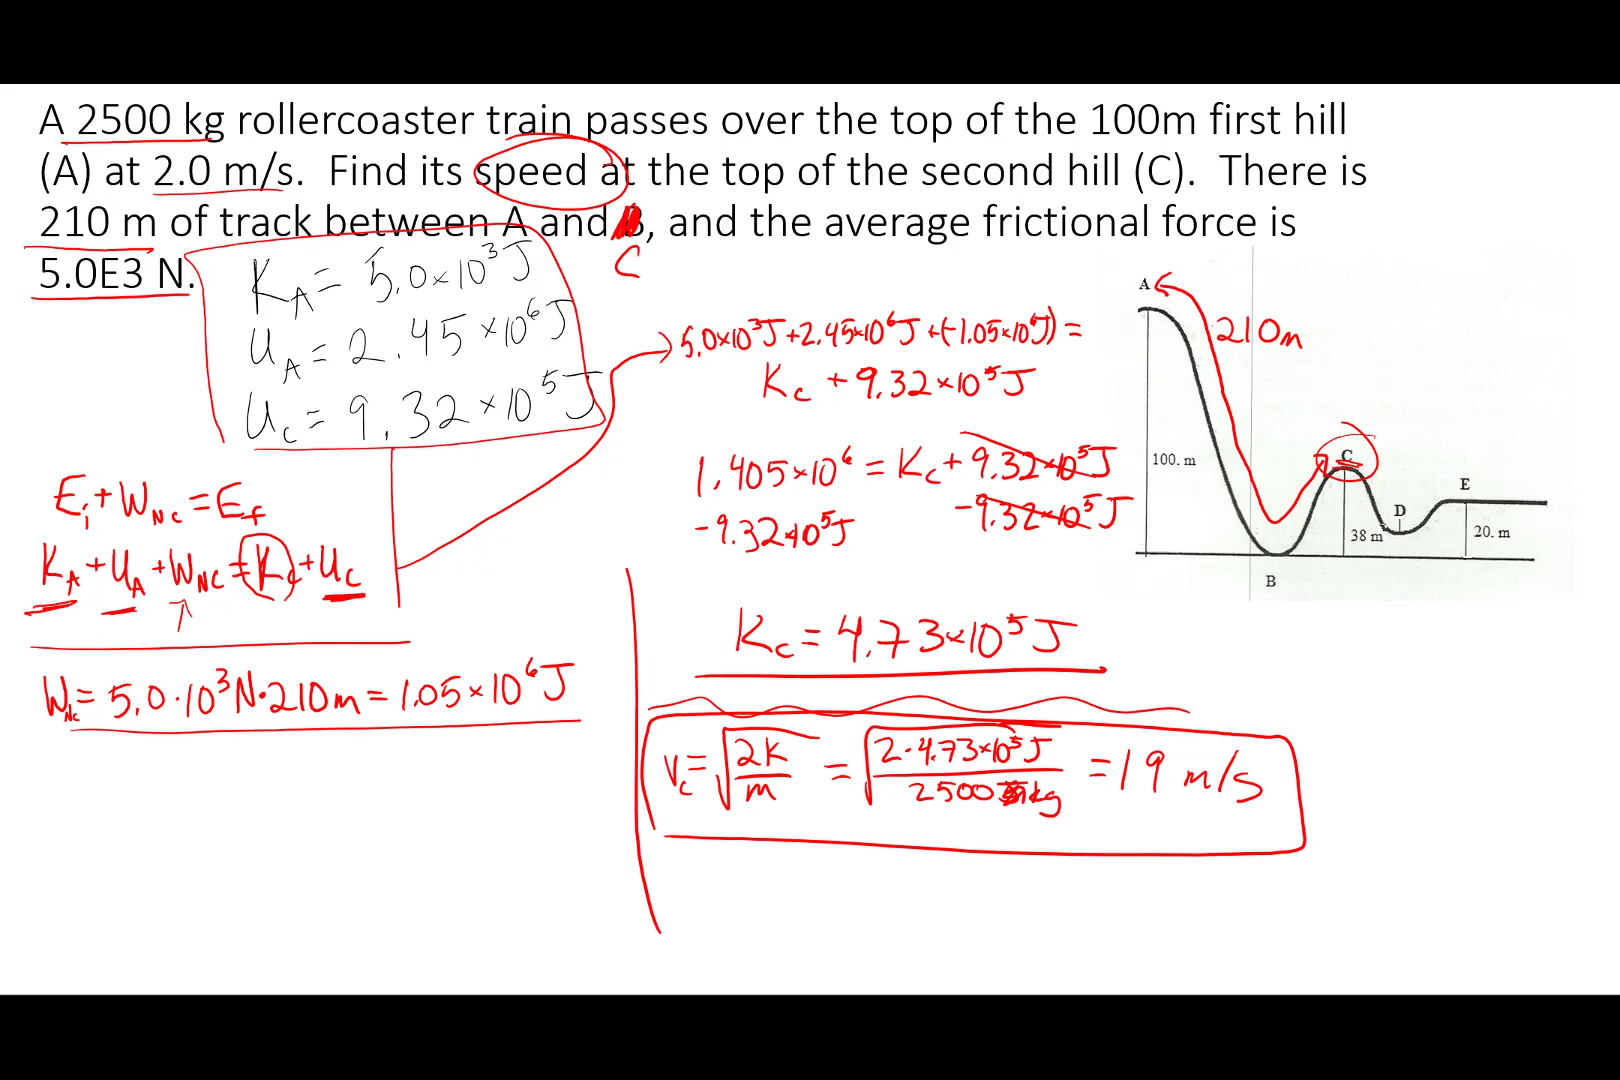 A 2500 kg rollercoaster train passes over the top of the 100m first hill
(A) at 2.0 m/s. Find its speed at the top of the second hill (C). There is
210 m of track between A and B, and the average frictional force is
C
5.0E3 N.
K_A = 5.0×10³J
U_A = 2.45×10⁶J
U_C = 9.32×10⁵J
E_i + W_NC = E_f
K_A + U_A + W_NC = K_C + U_C
W_NC = 5.0·10³N·210m = 1.05×10⁶J
5.0×10³J + 2.45×10⁶J + (-1.05×10⁶J) =
K_C + 9.32×10⁵J
1.405×10⁶ = K_C + 9.32×10⁵J
-9.32×10⁵J -9.32×10⁵J
K_C = 4.73×10⁵J
V_C = √(2K/m) = √(2·4.73×10⁵J/2500kg) = 19 m/s
A
210m
100. m
C
E
D
38 m
20. m
B